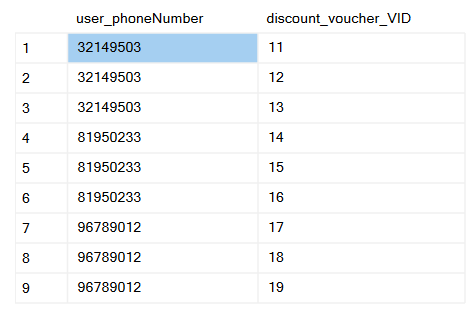 user_phoneNumber discount_voucher_VID
1 32149503 11
2 32149503 12
3 32149503 13
4 81950233 14
5 81950233 15
6 81950233 16
7 96789012 17
8 96789012 18
9 96789012 19